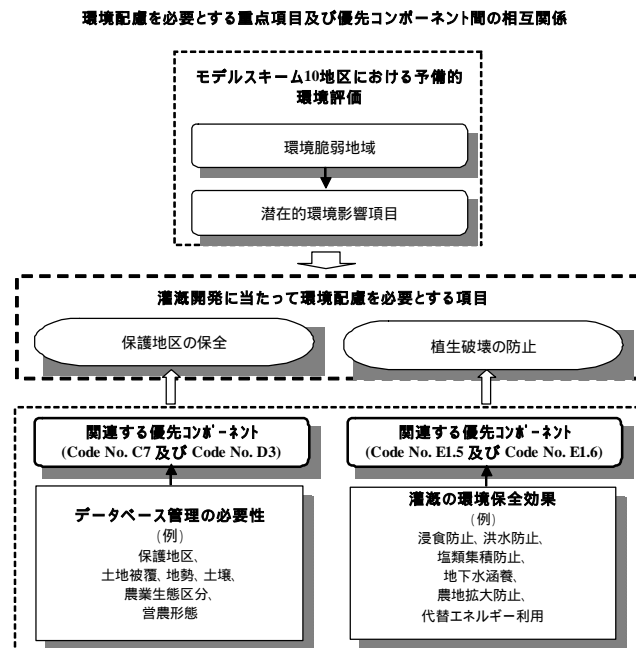 環境配慮を必要とする重点項目及び優先コンポーネント間の相互関係
モデルスキーム10地区における予備的
環境評価
環境脆弱地域
潜在的環境影響項目
灌漑開発に当たって環境配慮を必要とする項目
保護地区の保全
植生破壊の防止
関連する優先コンポーネント
(Code No. C7 及び Code No. D3)
データベース管理の必要性
(例)
保護地区、
土地被覆、地勢、土壌、
農業生態区分、
営農形態
関連する優先コンポーネント
(Code No. E1.5 及び Code No. E1.6)
灌漑の環境保全効果
(例)
浸食防止、洪水防止、
塩類集積防止、
地下水涵養、
農地拡大防止、
代替エネルギー利用